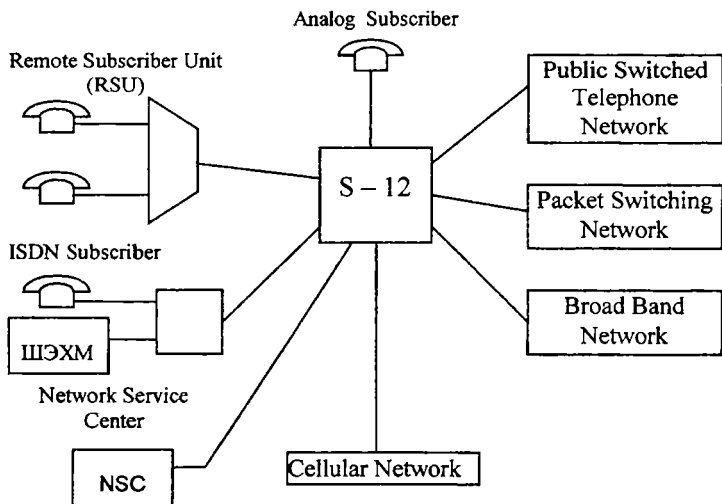 Analog Subscriber
Remote Subscriber Unit
(RSU)
Public Switched
Telephone
Network
S – 12
Packet Switching
Network
ISDN Subscriber
ШЭХМ
Broad Band
Network
Network Service
Center
NSC
Cellular Network